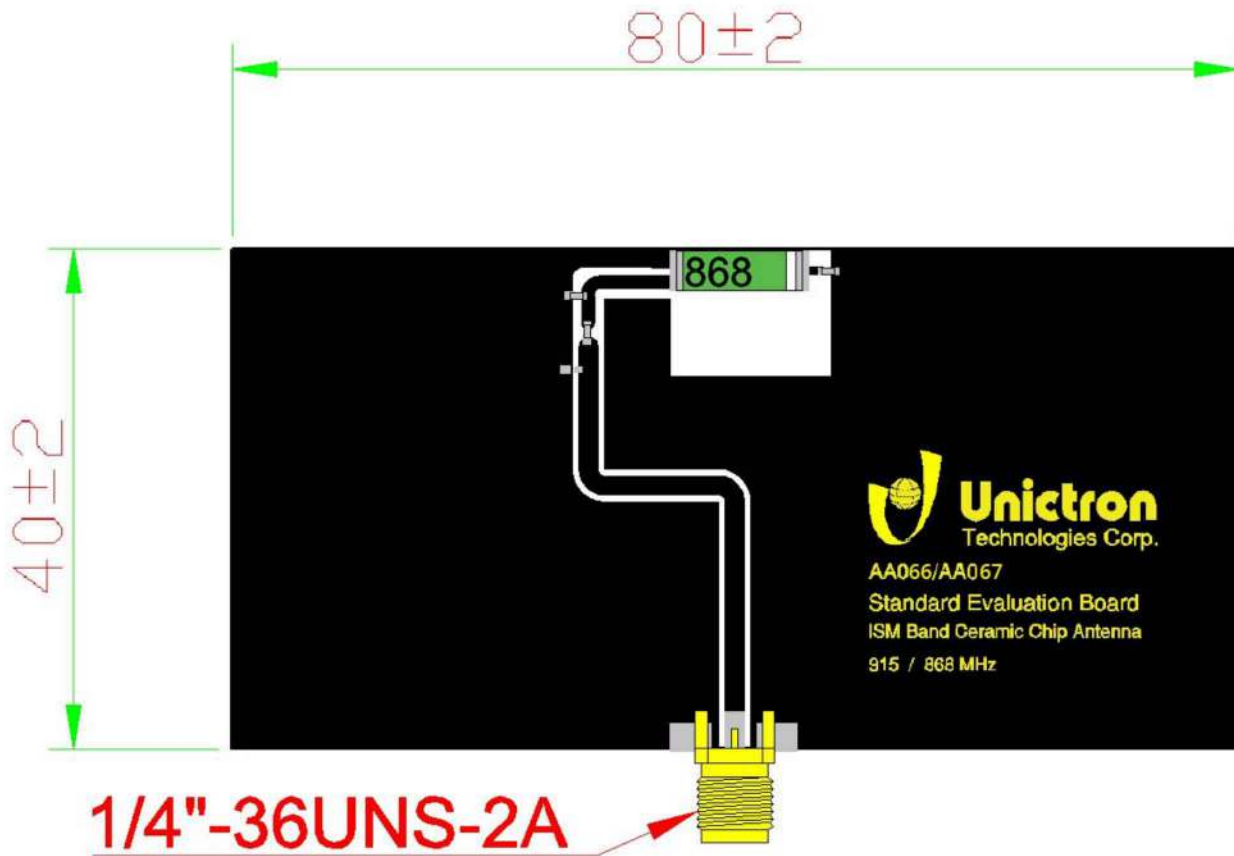 80±2
868
40±2
Unictron
Technologies Corp.
AA066/AA067
Standard Evaluation Board
ISM Band Ceramic Chip Antenna
915 / 868 MHz
1/4"-36UNS-2A